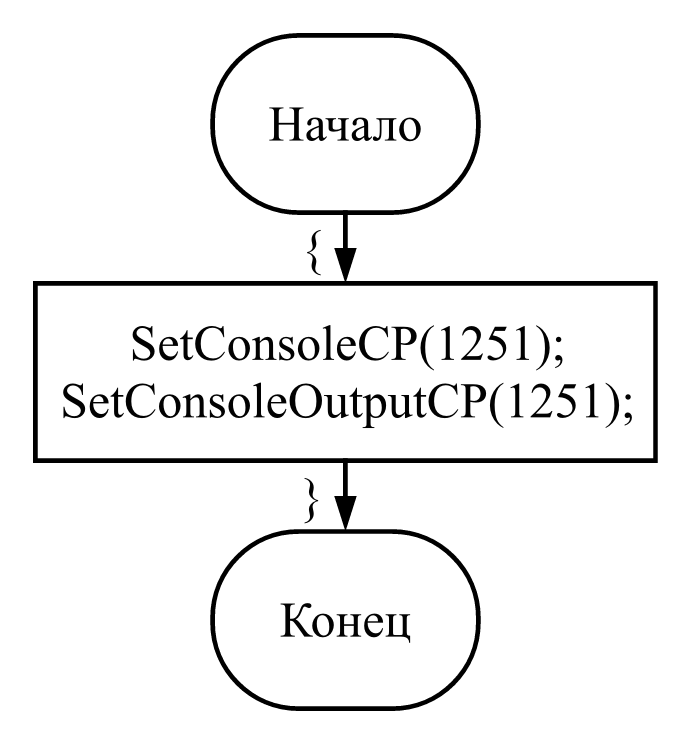 Начало
{
SetConsoleCP(1251);
SetConsoleOutputCP(1251);
}
Конец